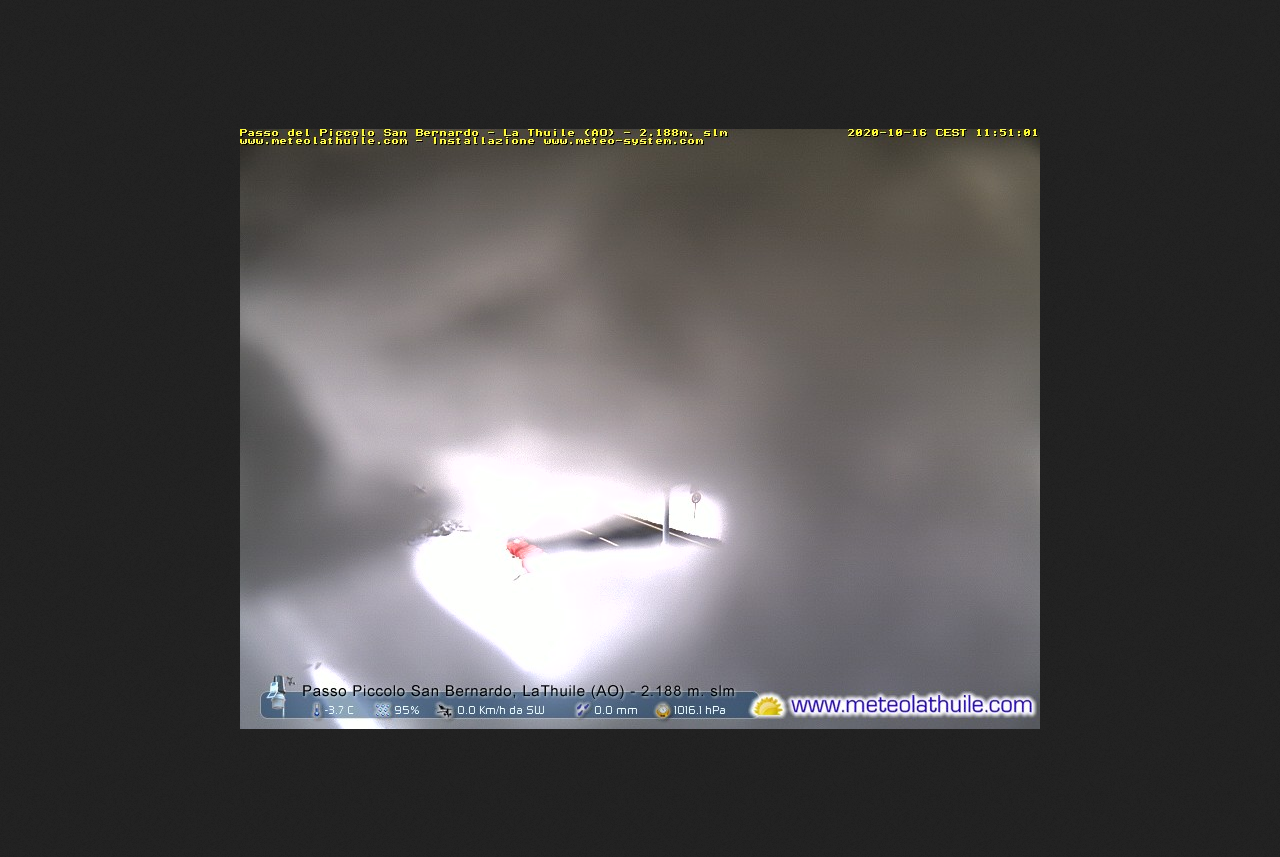 Passo del Piccolo San Bernardo - La Thuile (AO) - 2.188m. slm 2020-10-16 CEST 11:51:01
www.meteolathuile.com - Installazione www.meteo-system.com
Passo Piccolo San Bernardo, LaThuile (AO) - 2.188 m. slm
-3.7 C 95% 0.0 Km/h da SW 0.0 mm 1016.1 hPa www.meteolathuile.com